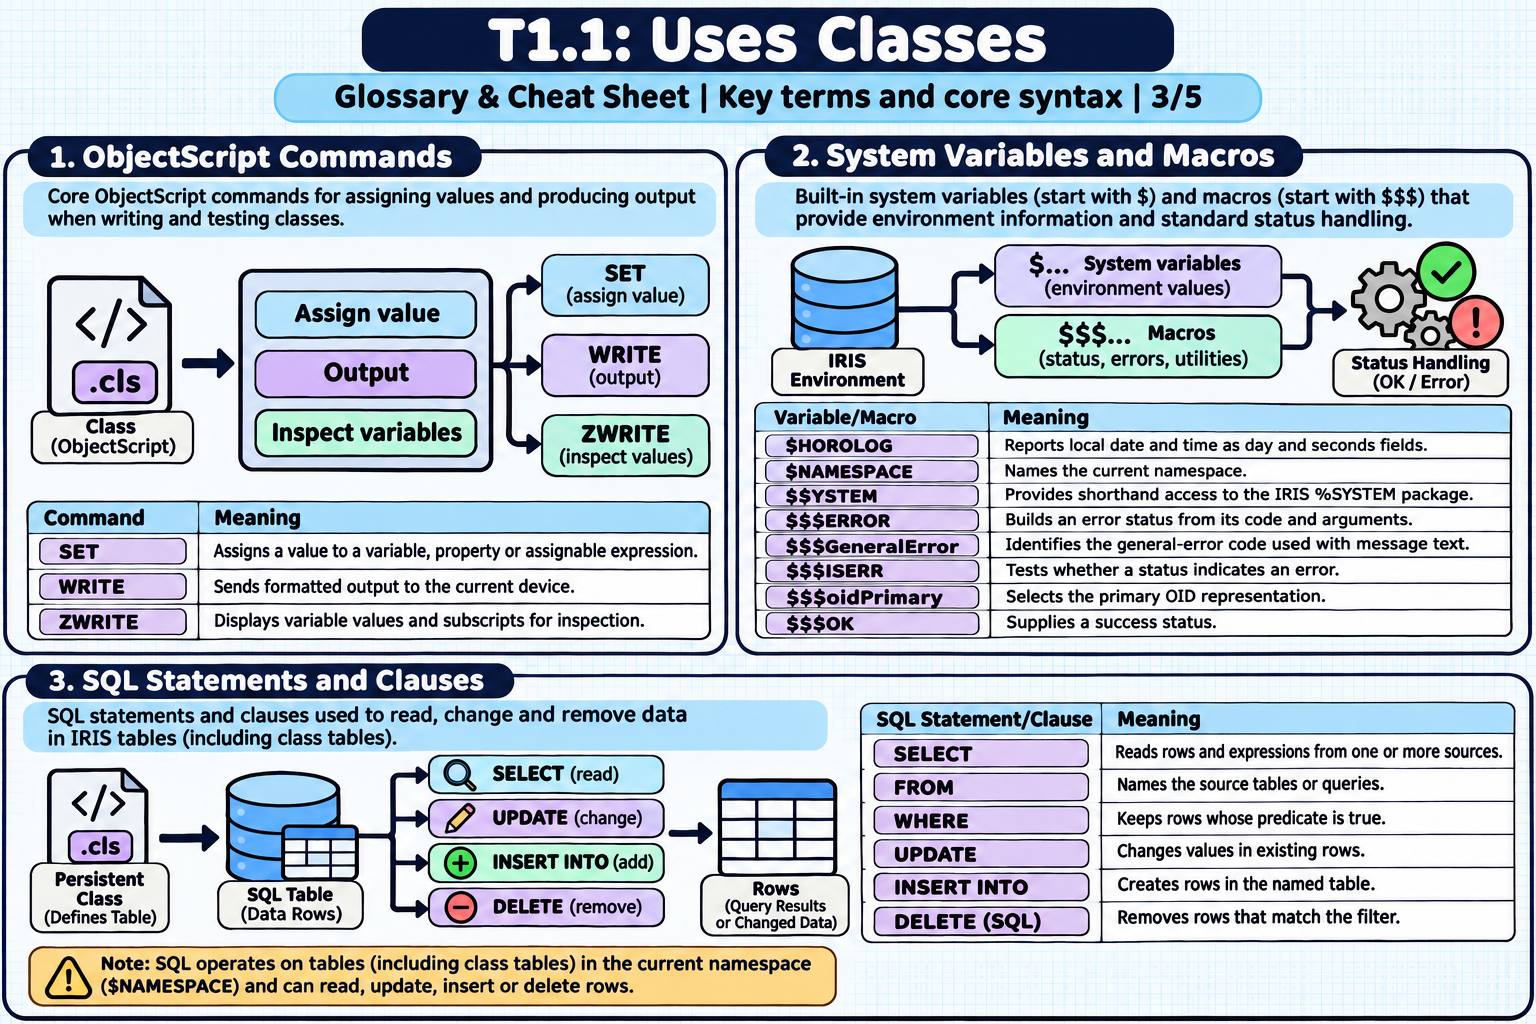 T1.1: Uses Classes
Glossary & Cheat Sheet | Key terms and core syntax | 3/5
1. ObjectScript Commands
Core ObjectScript commands for assigning values and producing output
when writing and testing classes.
</>
.cls
Class
(ObjectScript)
Assign value
Output
Inspect variables
SET
(assign value)
WRITE
(output)
ZWRITE
(inspect values)
Command Meaning
SET Assigns a value to a variable, property or assignable expression.
WRITE Sends formatted output to the current device.
ZWRITE Displays variable values and subscripts for inspection.
2. System Variables and Macros
Built-in system variables (start with $) and macros (start with $$$) that
provide environment information and standard status handling.
IRIS
Environment
$... System variables
(environment values)
$$$... Macros
(status, errors, utilities)
!
Status Handling
(OK / Error)
Variable/Macro Meaning
$HOROLOG Reports local date and time as day and seconds fields.
$NAMESPACE Names the current namespace.
$$YSTEM Provides shorthand access to the IRIS %SYSTEM package.
$$$ERROR Builds an error status from its code and arguments.
$$$GeneralError Identifies the general-error code used with message text.
$$$ISERR Tests whether a status indicates an error.
$$$oidPrimary Selects the primary OID representation.
$$$OK Supplies a success status.
3. SQL Statements and Clauses
SQL statements and clauses used to read, change and remove data
in IRIS tables (including class tables).
</>
.cls
Persistent
Class
(Defines Table)
SQL Table
(Data Rows)
SELECT (read)
UPDATE (change)
INSERT INTO (add)
DELETE (remove)
Rows
(Query Results
or Changed Data)
SQL Statement/Clause Meaning
SELECT Reads rows and expressions from one or more sources.
FROM Names the source tables or queries.
WHERE Keeps rows whose predicate is true.
UPDATE Changes values in existing rows.
INSERT INTO Creates rows in the named table.
DELETE (SQL) Removes rows that match the filter.
! Note: SQL operates on tables (including class tables) in the current namespace
($NAMESPACE) and can read, update, insert or delete rows.